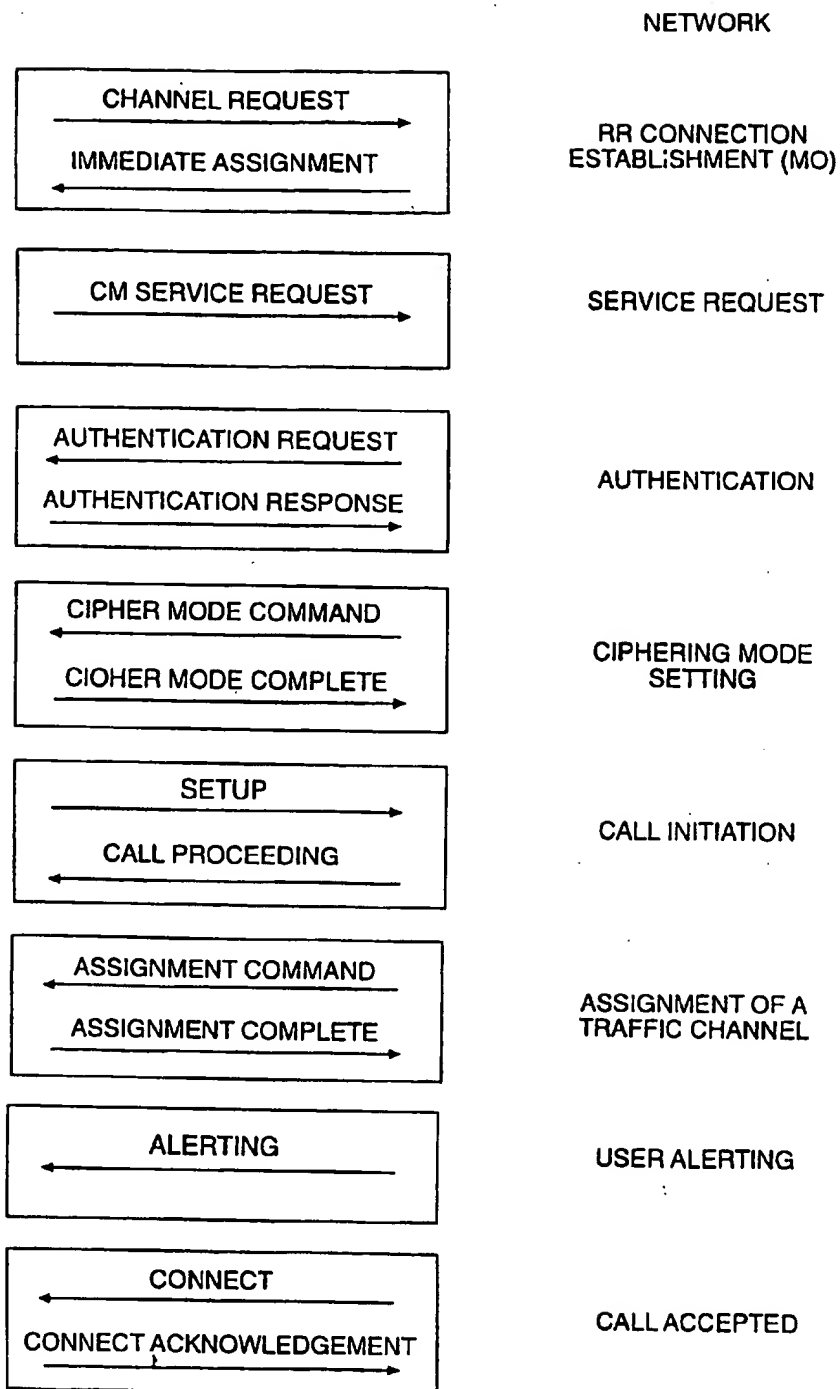 NETWORK
CHANNEL REQUEST
IMMEDIATE ASSIGNMENT
RR CONNECTION
ESTABLISHMENT (MO)
CM SERVICE REQUEST
SERVICE REQUEST
AUTHENTICATION REQUEST
AUTHENTICATION RESPONSE
AUTHENTICATION
CIPHER MODE COMMAND
CIOHER MODE COMPLETE
CIPHERING MODE
SETTING
SETUP
CALL PROCEEDING
CALL INITIATION
ASSIGNMENT COMMAND
ASSIGNMENT COMPLETE
ASSIGNMENT OF A
TRAFFIC CHANNEL
ALERTING
USER ALERTING
CONNECT
CONNECT ACKNOWLEDGEMENT
CALL ACCEPTED